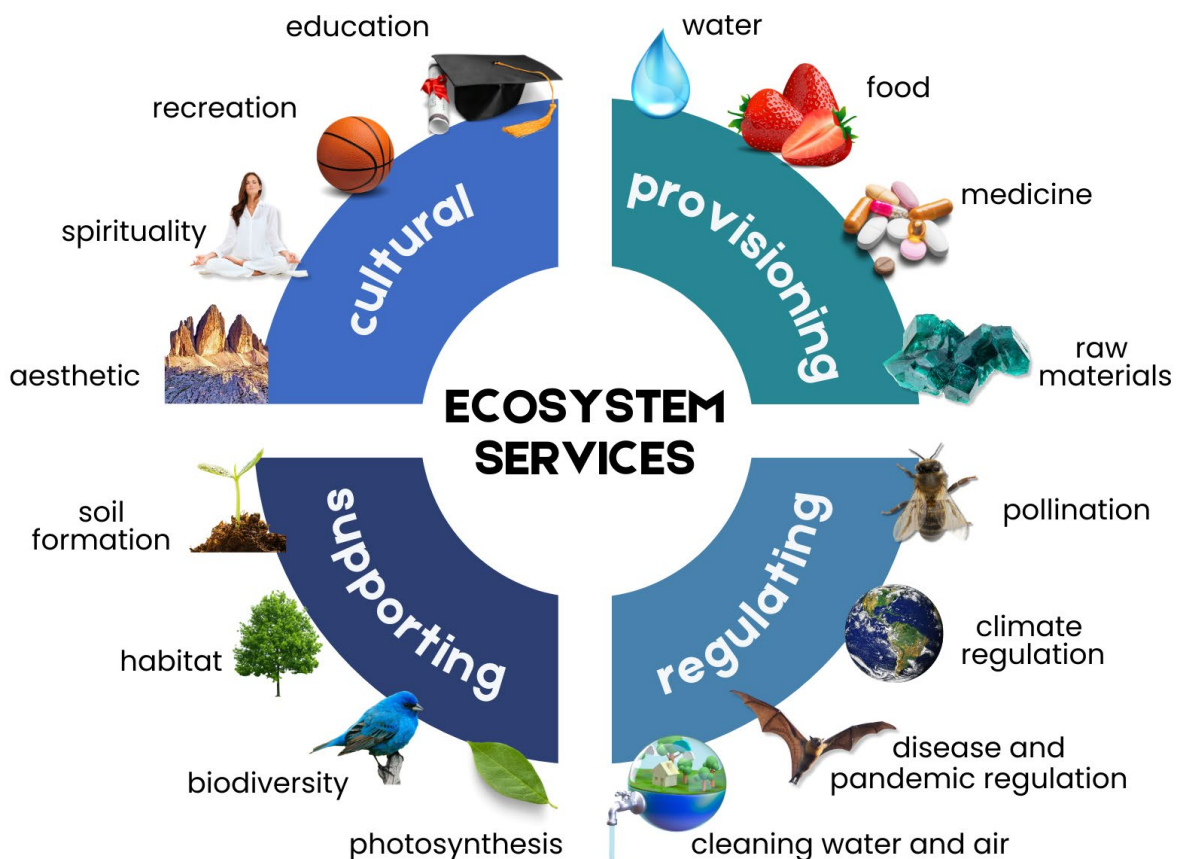 education
recreation
spirituality
aesthetic
cultural
water
food
medicine
raw
materials
provisioning
ECOSYSTEM
SERVICES
soil
formation
habitat
biodiversity
photosynthesis
supporting
pollination
climate
regulation
disease and
pandemic regulation
cleaning water and air
regulating